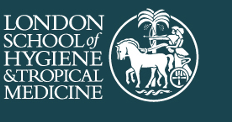 LONDON
SCHOOL of
HYGIENE
& TROPICAL
MEDICINE